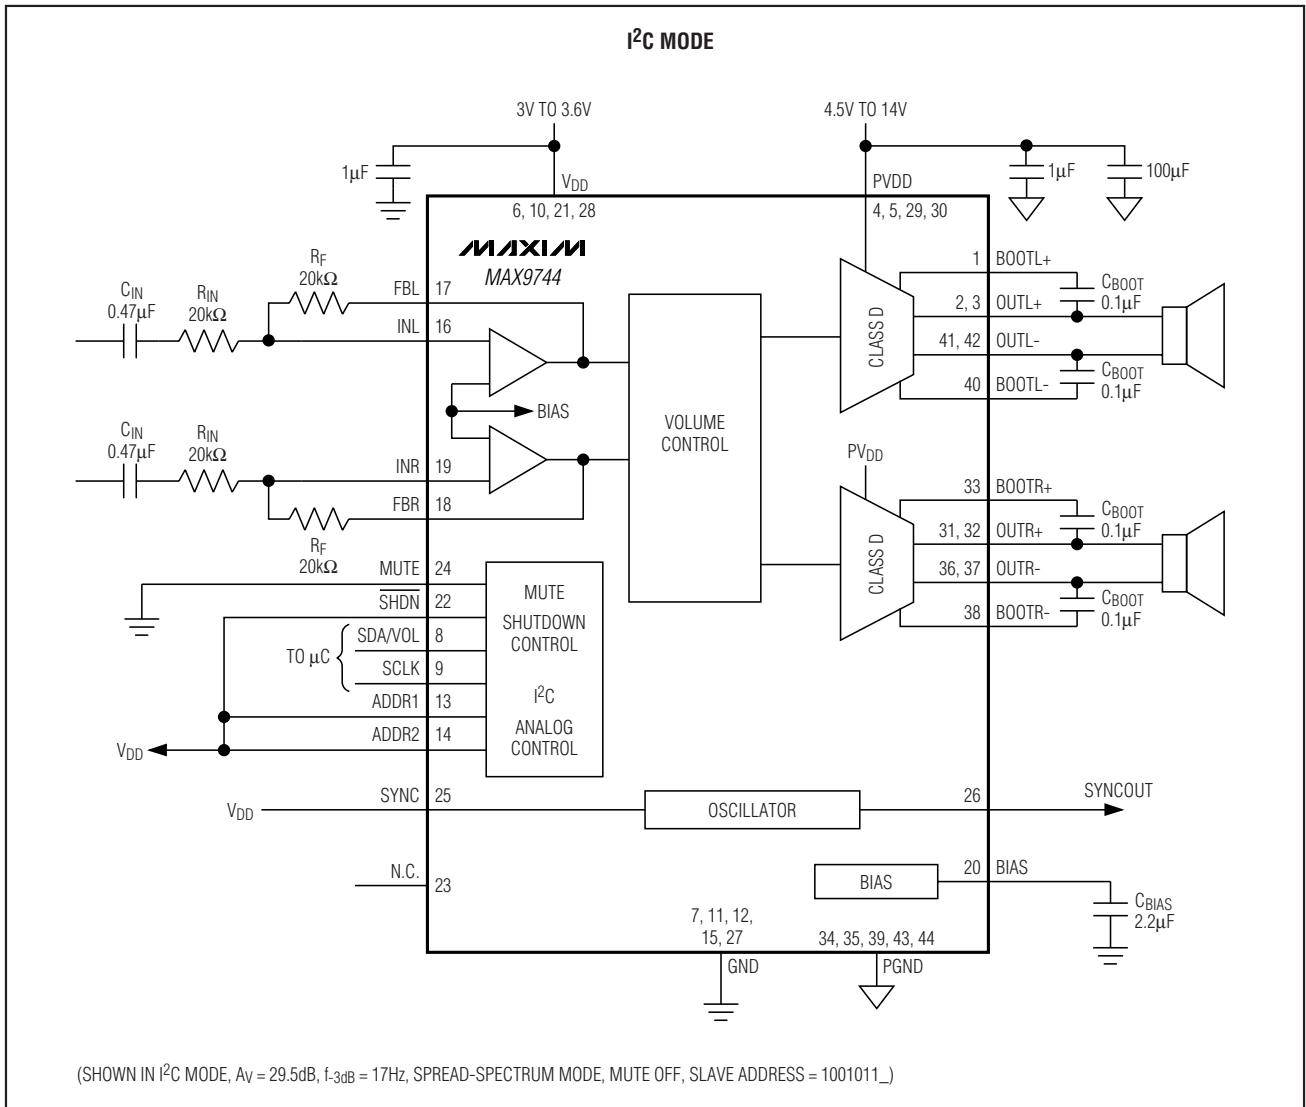 I²C MODE
3V TO 3.6V
4.5V TO 14V
1µF
VDD
PVDD
1µF
100µF
6, 10, 21, 28
4, 5, 29, 30
MAXIM
MAX9744
CIN
0.47µF
RIN
20kΩ
RF
20kΩ
FBL
17
INL
16
BIAS
CIN
0.47µF
RIN
20kΩ
INR
19
FBR
18
RF
20kΩ
VOLUME
CONTROL
CLASS D
1
BOOTL+
CBOOT
0.1µF
2, 3
OUTL+
41, 42
OUTL-
CBOOT
0.1µF
40
BOOTL-
PVDD
CLASS D
33
BOOTR+
CBOOT
0.1µF
31, 32
OUTR+
36, 37
OUTR-
CBOOT
0.1µF
38
BOOTR-
MUTE
24
SHDN
22
TO µC
SDA/VOL
8
SCLK
9
ADDR1
13
ADDR2
14
VDD
MUTE
SHUTDOWN
CONTROL
I²C
ANALOG
CONTROL
VDD
SYNC
25
OSCILLATOR
26
SYNCOUT
N.C.
23
BIAS
20
BIAS
CBIAS
2.2µF
7, 11, 12,
15, 27
GND
34, 35, 39, 43, 44
PGND
(SHOWN IN I²C MODE, AV = 29.5dB, f-3dB = 17Hz, SPREAD-SPECTRUM MODE, MUTE OFF, SLAVE ADDRESS = 1001011_)